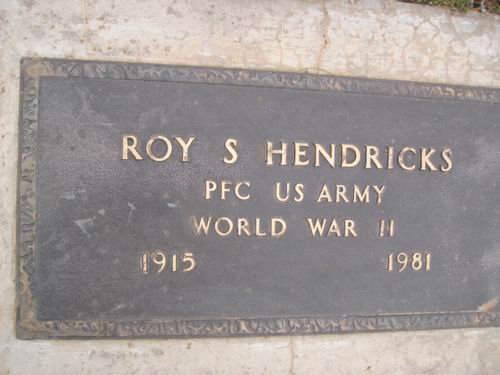 ROY S HENDRICKS
PFC US ARMY
WORLD WAR II
1915 1981